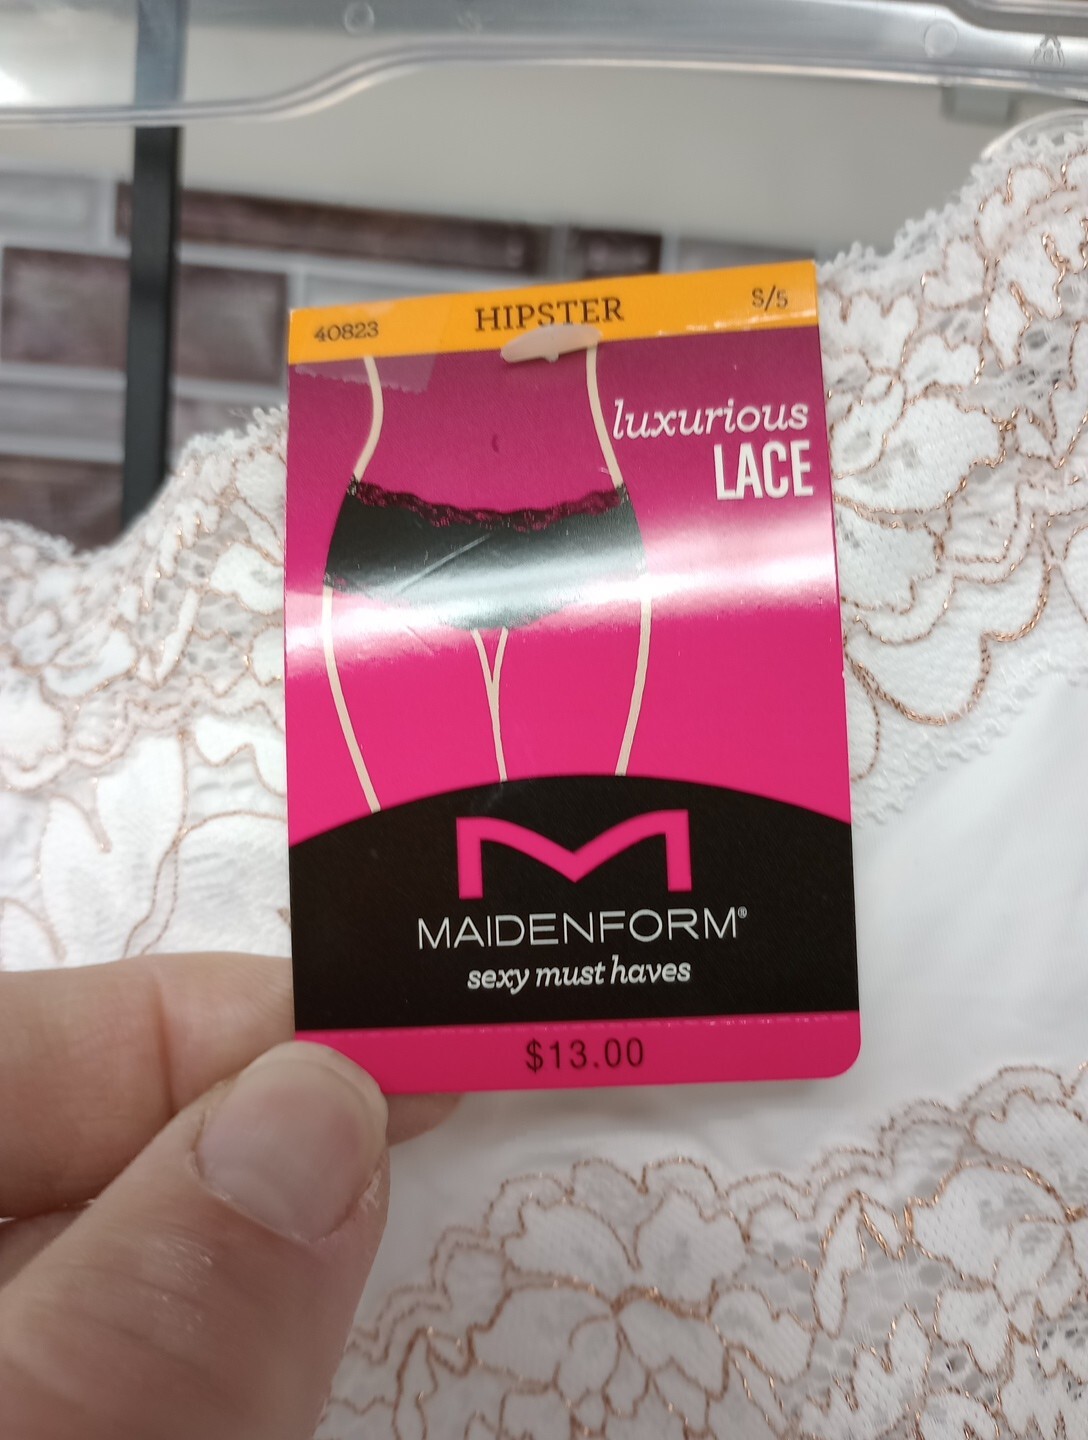 40823 HIPSTER S/5
luxurious
LACE
MAIDENFORM®
sexy must haves
$13.00